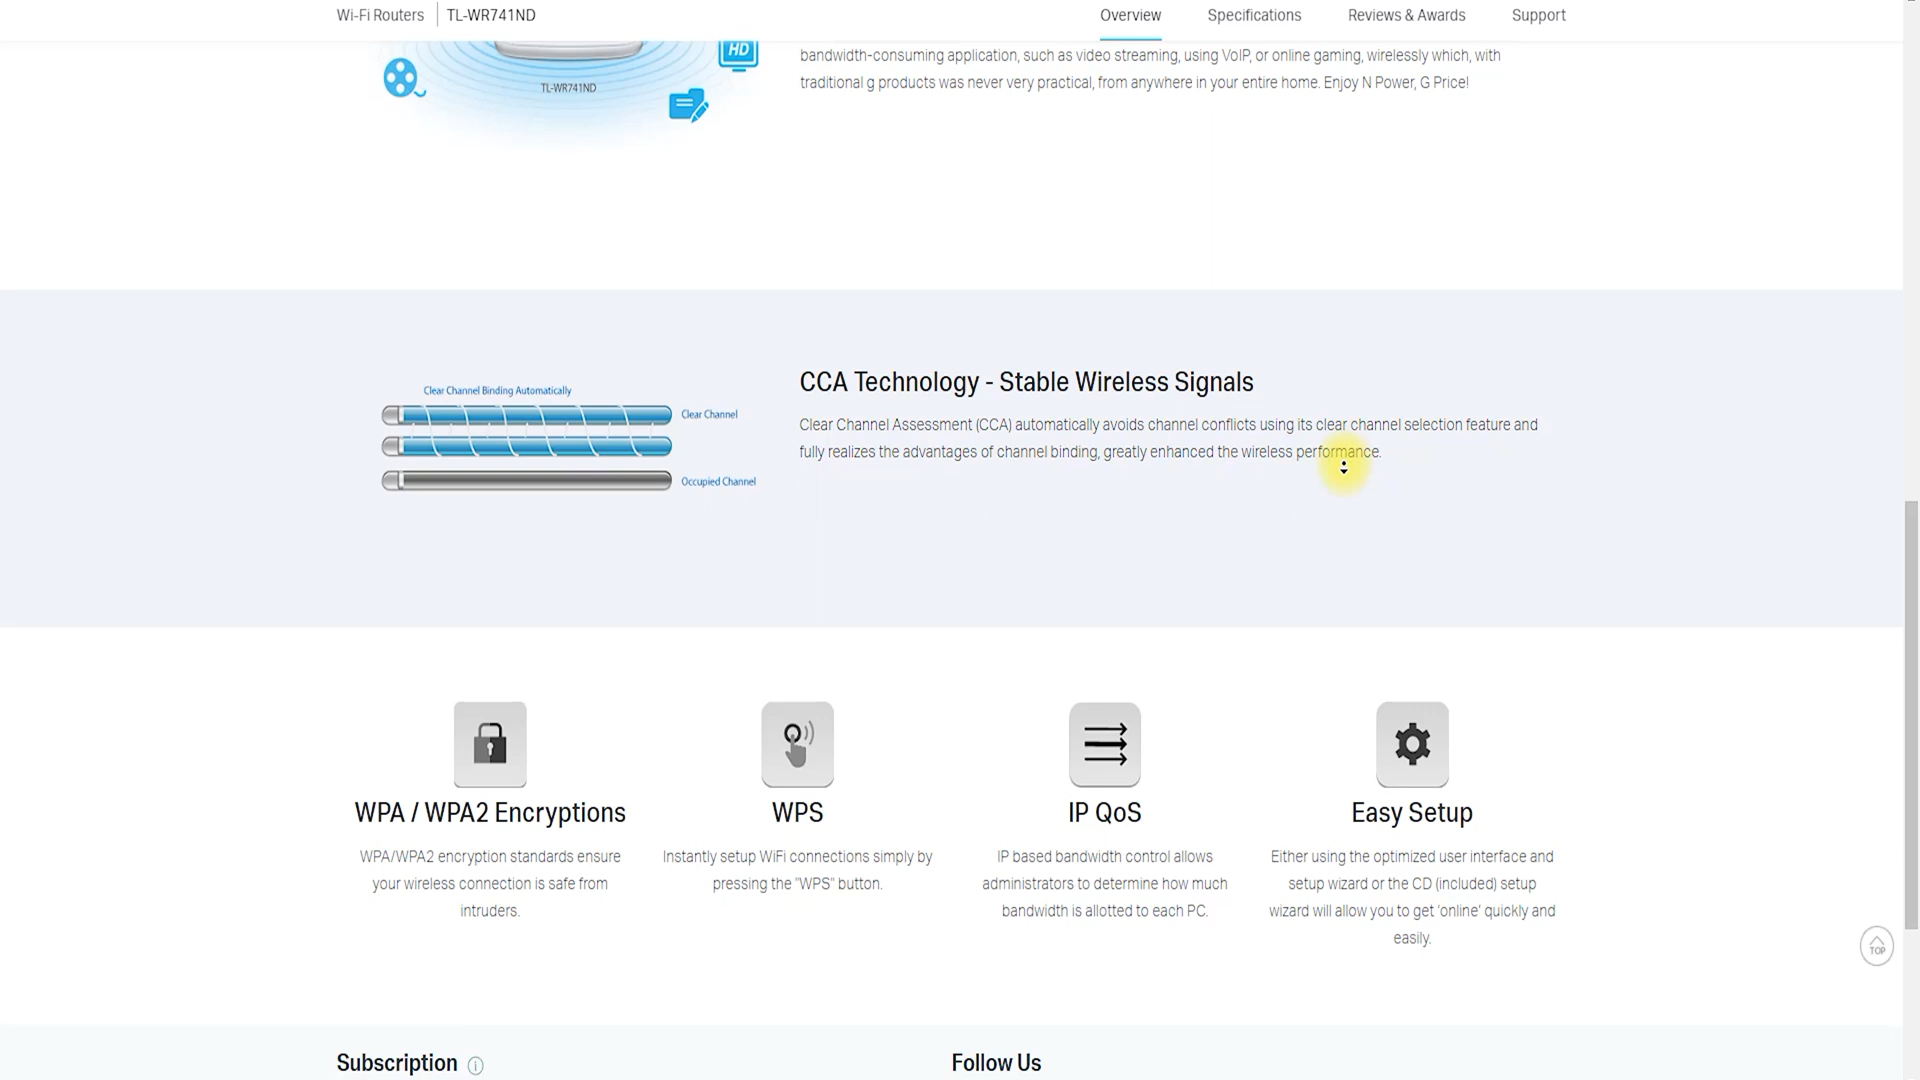 Wi-Fi Routers TL-WR741ND Overview Specifications Reviews & Awards Support
HD
TL-WR741ND
bandwidth-consuming application, such as video streaming, using VoIP, or online gaming, wirelessly which, with
traditional g products was never very practical, from anywhere in your entire home. Enjoy N Power, G Price!
Clear Channel Binding Automatically
Clear Channel
Occupied Channel
CCA Technology - Stable Wireless Signals
Clear Channel Assessment (CCA) automatically avoids channel conflicts using its clear channel selection feature and
fully realizes the advantages of channel binding, greatly enhanced the wireless performance.
WPA / WPA2 Encryptions
WPA/WPA2 encryption standards ensure
your wireless connection is safe from
intruders.
WPS
Instantly setup WiFi connections simply by
pressing the "WPS" button.
IP QoS
IP based bandwidth control allows
administrators to determine how much
bandwidth is allotted to each PC.
Easy Setup
Either using the optimized user interface and
setup wizard or the CD (included) setup
wizard will allow you to get ‘online’ quickly and
easily.
TOP
Subscription
Follow Us